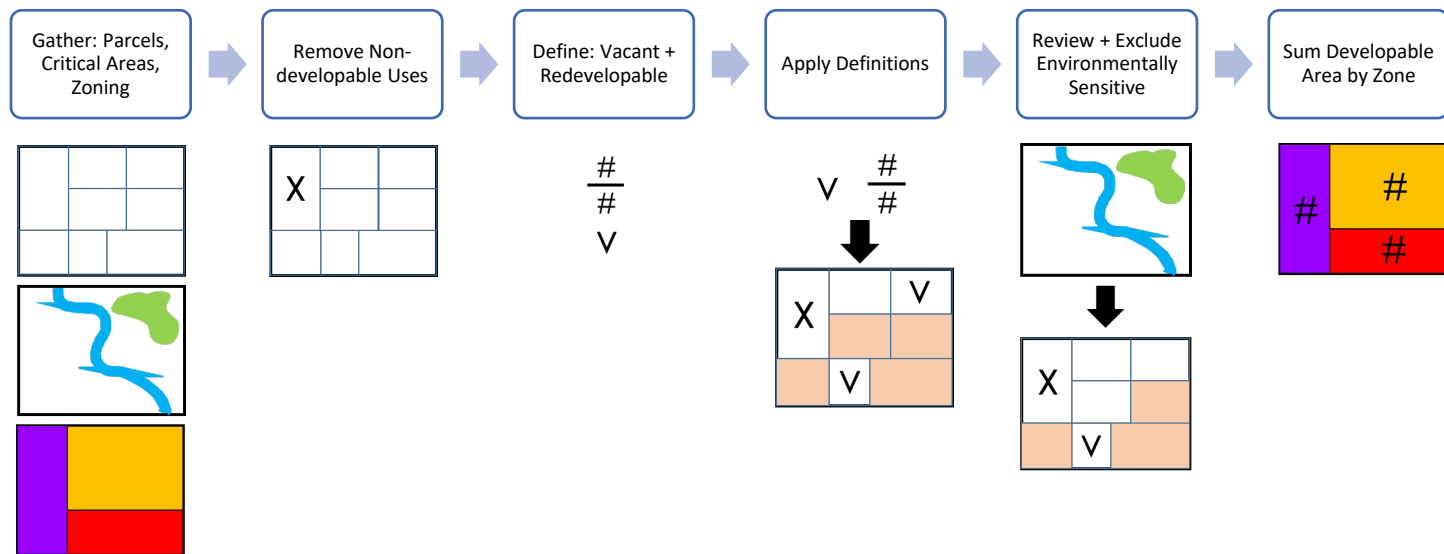 Gather: Parcels,
Critical Areas,
Zoning
Remove Non-
developable Uses
Define: Vacant +
Redevelopable
Apply Definitions
Review + Exclude
Environmentally
Sensitive
Sum Developable
Area by Zone
X
#
#
V
V
#
#
X
V
V
X
V
#
#
#